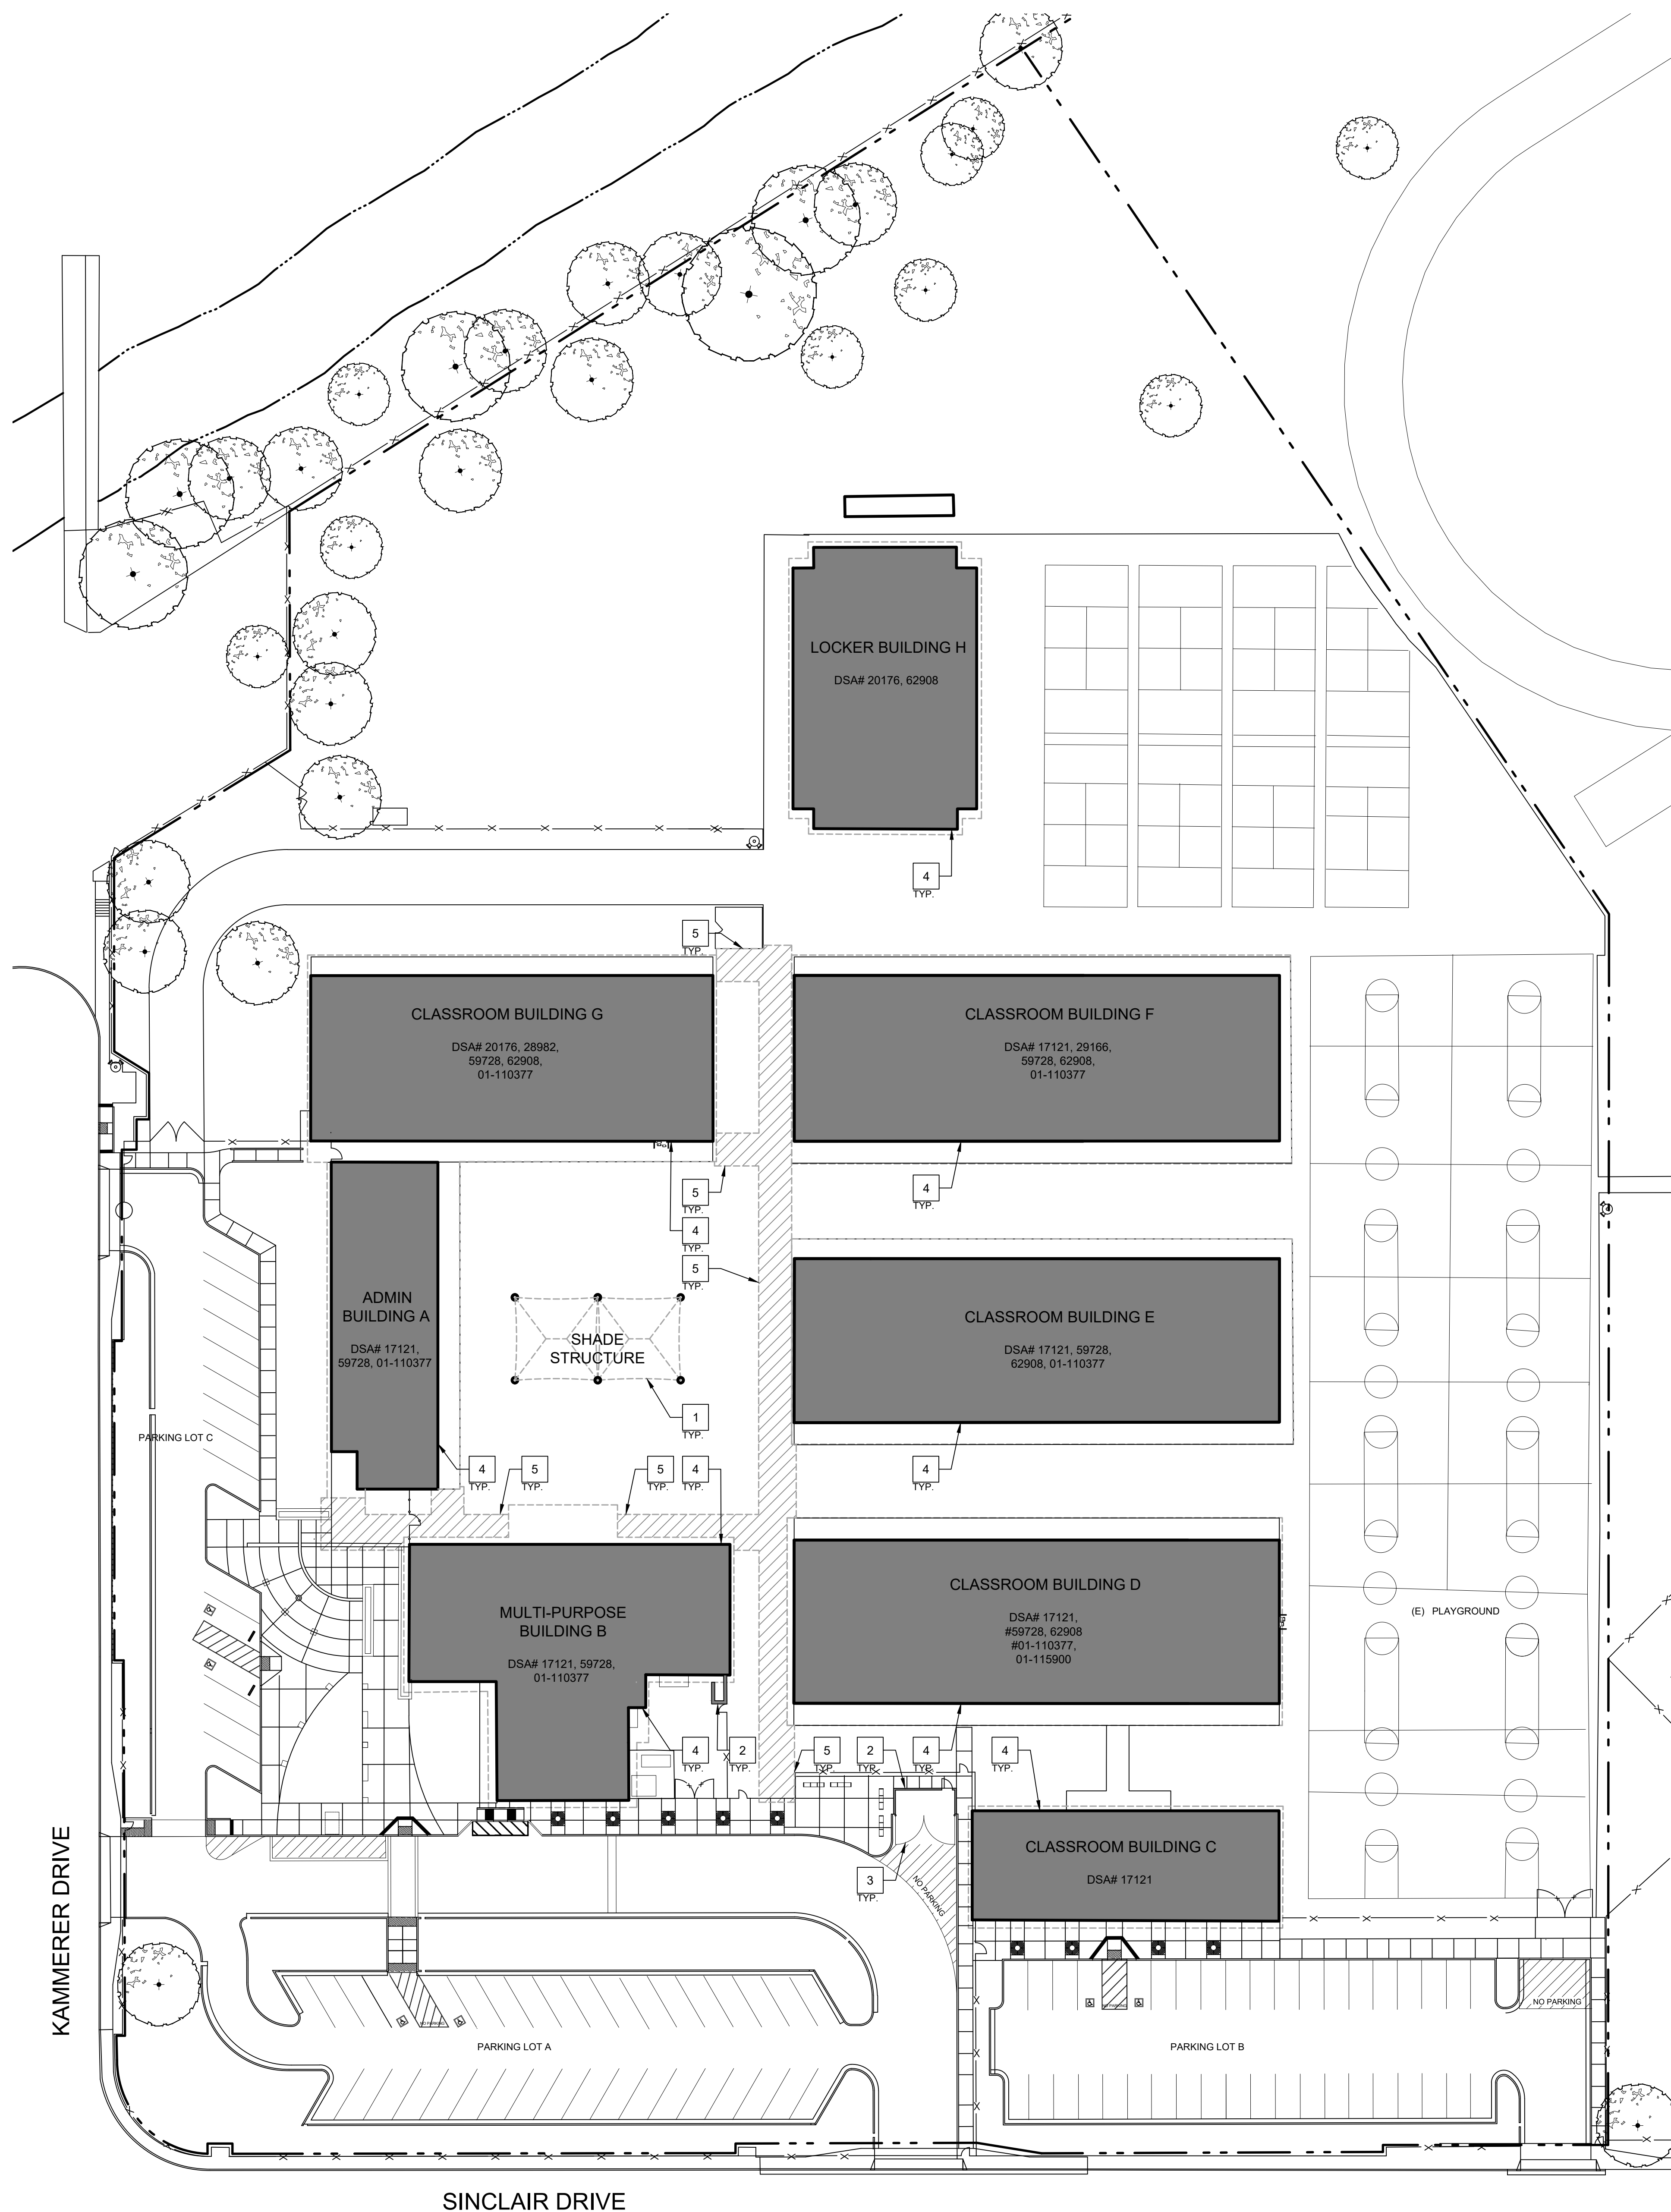 LOCKER BUILDING H
DSA# 20176, 62908
4
TYP.
5
TYP.
CLASSROOM BUILDING G
DSA# 20176, 28982,
59728, 62908,
01-110377
CLASSROOM BUILDING F
DSA# 17121, 29166,
59728, 62908,
01-110377
5
TYP.
4
TYP.
4
TYP.
5
TYP.
ADMIN
BUILDING A
DSA# 17121,
59728, 01-110377
SHADE
STRUCTURE
CLASSROOM BUILDING E
DSA# 17121, 59728,
62908, 01-110377
1
TYP.
PARKING LOT C
4
TYP.
5
TYP.
5
TYP.
4
TYP.
4
TYP.
MULTI-PURPOSE
BUILDING B
DSA# 17121, 59728,
01-110377
CLASSROOM BUILDING D
DSA# 17121,
#59728, 62908
#01-110377,
01-115900
(E) PLAYGROUND
4
TYP.
2
TYP.
5
TYP.
2
TYP.
4
TYP.
4
TYP.
CLASSROOM BUILDING C
DSA# 17121
3
TYP.
NO PARKING
KAMMERER DRIVE
NO PARKING
NO PARKING
NO PARKING
PARKING LOT A
PARKING LOT B
SINCLAIR DRIVE